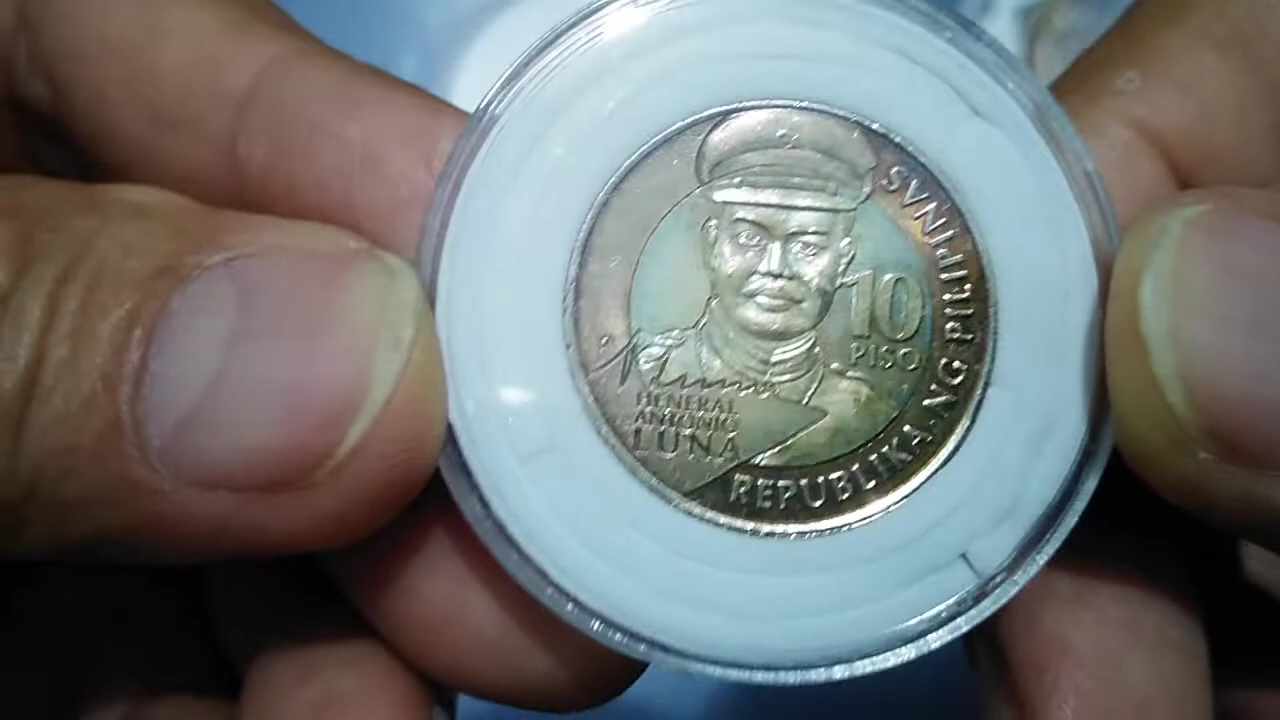 HENERAL
ANTONIO
LUNA
10
PISO
REPUBLIKA NG PILIPINAS